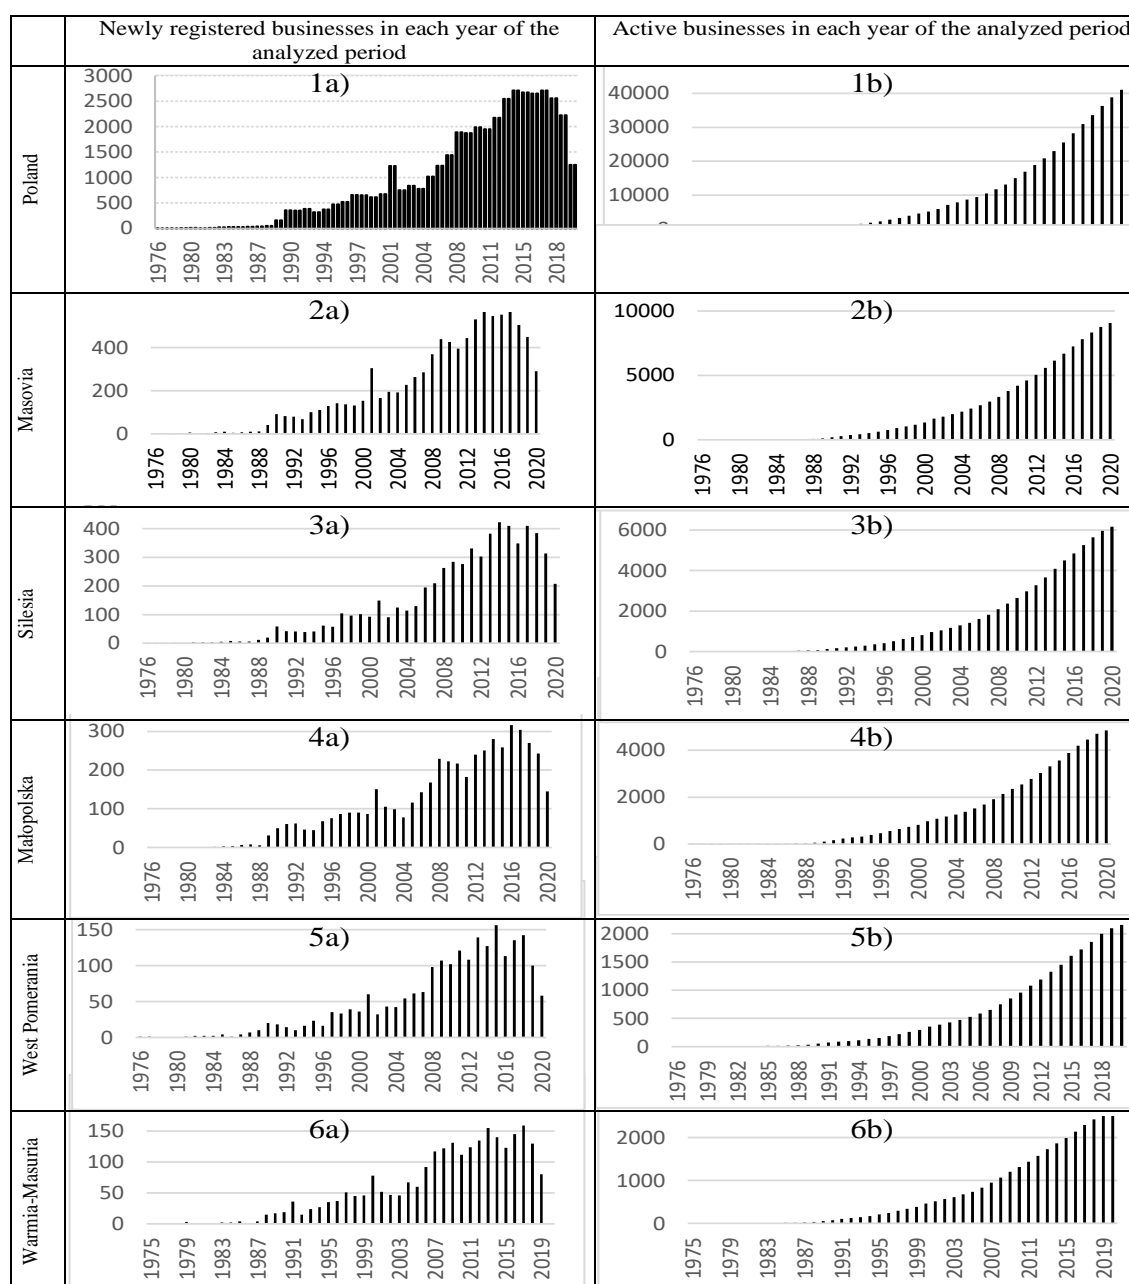 Newly registered businesses in each year of the
analyzed period
Active businesses in each year of the analyzed period
Poland
1a)
3000
2500
2000
1500
1000
500
0
1976 1980 1983 1987 1990 1994 1997 2001 2004 2008 2011 2015 2018
1b)
40000
30000
20000
10000
Masovia
2a)
400
200
0
1976 1980 1984 1988 1992 1996 2000 2004 2008 2012 2016 2020
2b)
10000
5000
0
1976 1980 1984 1988 1992 1996 2000 2004 2008 2012 2016 2020
Silesia
3a)
400
300
200
100
0
1976 1980 1984 1988 1992 1996 2000 2004 2008 2012 2016 2020
3b)
6000
4000
2000
0
1976 1980 1984 1988 1992 1996 2000 2004 2008 2012 2016 2020
Małopolska
4a)
300
200
100
0
1976 1980 1984 1988 1992 1996 2000 2004 2008 2012 2016 2020
4b)
4000
2000
0
1976 1980 1984 1988 1992 1996 2000 2004 2008 2012 2016 2020
West Pomerania
5a)
150
100
50
0
1976 1980 1984 1988 1992 1996 2000 2004 2008 2012 2016 2020
5b)
2000
1500
1000
500
0
1976 1979 1982 1985 1988 1991 1994 1997 2000 2003 2006 2009 2012 2015 2018
Warmia-Masuria
6a)
150
100
50
0
1975 1979 1983 1987 1991 1995 1999 2003 2007 2011 2015 2019
6b)
2000
1000
0
1975 1979 1983 1987 1991 1995 1999 2003 2007 2011 2015 2019